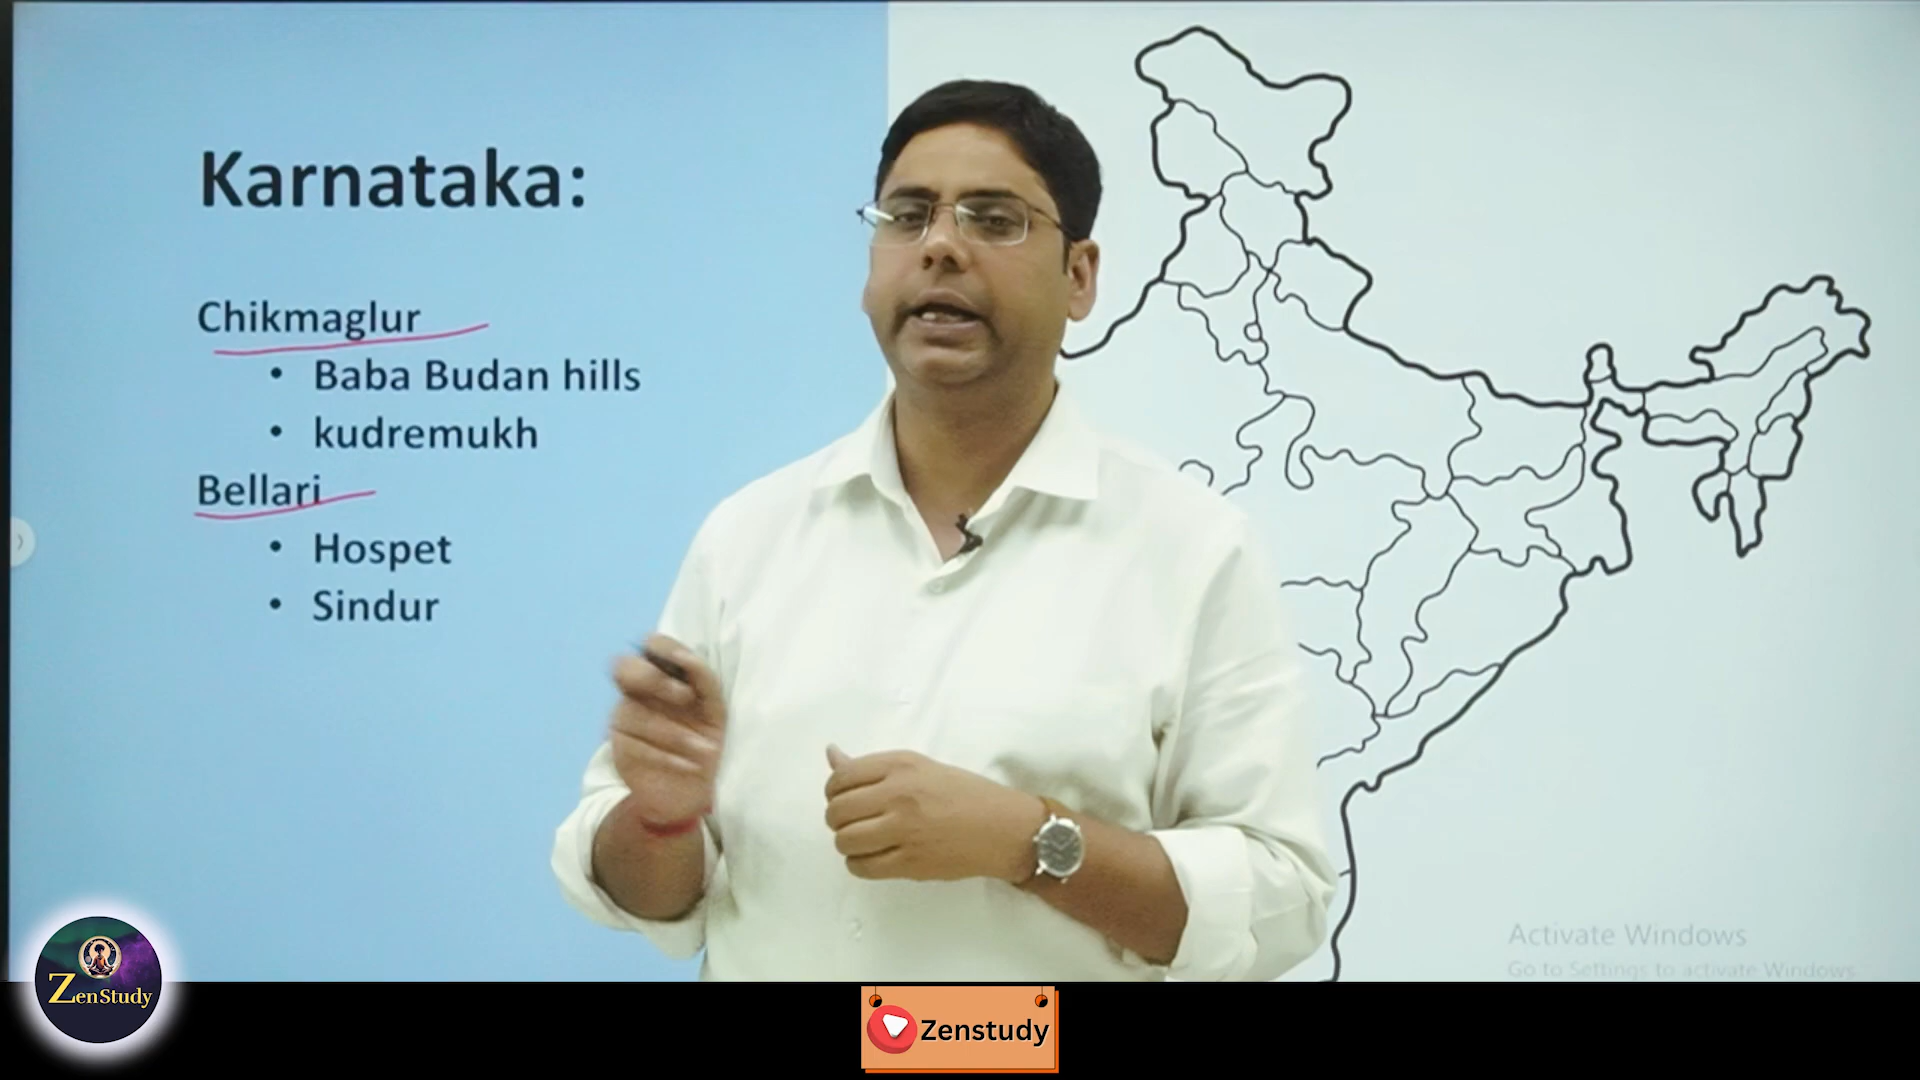 Karnataka:
Chikmaglur
• Baba Budan hills
• kudremukh
Bellari
• Hospet
• Sindur
Activate Windows
Go to Settings to activate Windows
ZenStudy
Zenstudy